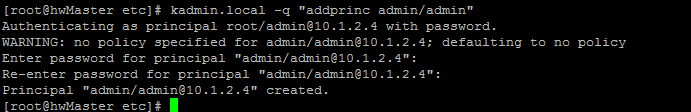 [root@hwMaster etc]# kadmin.local -q "addprinc admin/admin"
Authenticating as principal root/admin@10.1.2.4 with password.
WARNING: no policy specified for admin/admin@10.1.2.4; defaulting to no policy
Enter password for principal "admin/admin@10.1.2.4":
Re-enter password for principal "admin/admin@10.1.2.4":
Principal "admin/admin@10.1.2.4" created.
[root@hwMaster etc]#